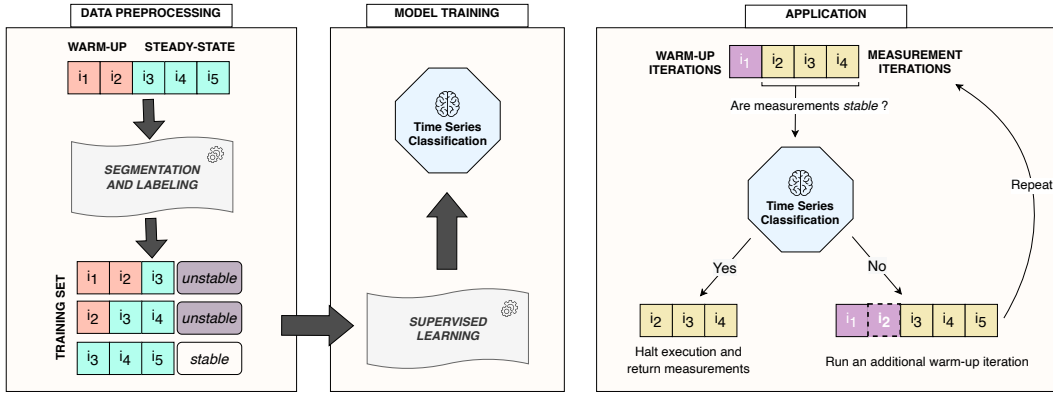 DATA PREPROCESSING
WARM-UP STEADY-STATE
i1 i2 i3 i4 i5
SEGMENTATION
AND LABELING
TRAINING SET
i1 i2 i3 unstable
i2 i3 i4 unstable
i3 i4 i5 stable
MODEL TRAINING
Time Series
Classification
SUPERVISED
LEARNING
APPLICATION
WARM-UP
ITERATIONS
i1 i2 i3 i4
MEASUREMENT
ITERATIONS
Are measurements stable ?
Time Series
Classification
Repeat
Yes
No
i2 i3 i4
Halt execution and
return measurements
i1 i2 i3 i4 i5
Run an additional warm-up iteration